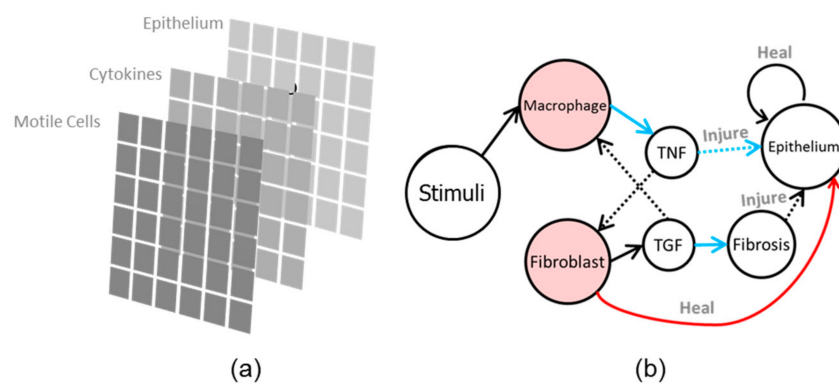 Epithelium
Cytokines
Motile Cells
(a)
Heal
Macrophage
Injure
TNF
Epithelium
Stimuli
Injure
Fibroblast
TGF
Fibrosis
Heal
(b)